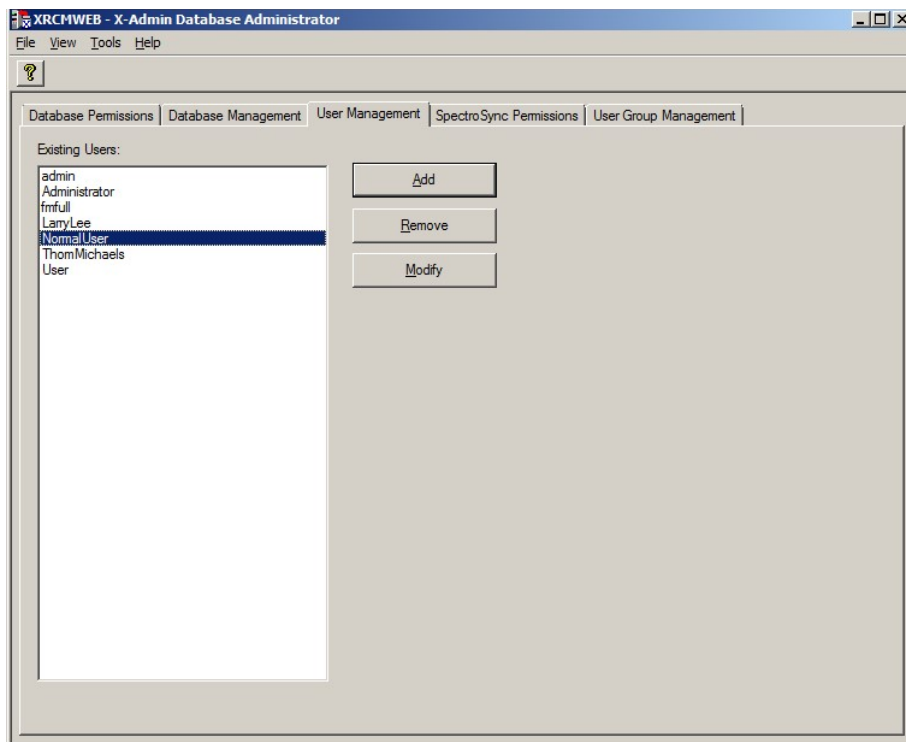 XRCMWEB - X-Admin Database Administrator
File View Tools Help
Database Permissions Database Management User Management SpectroSync Permissions User Group Management
Existing Users:
admin
Administrator
fmfull
LarryLee
NormalUser
ThomMichaels
User
Add
Remove
Modify